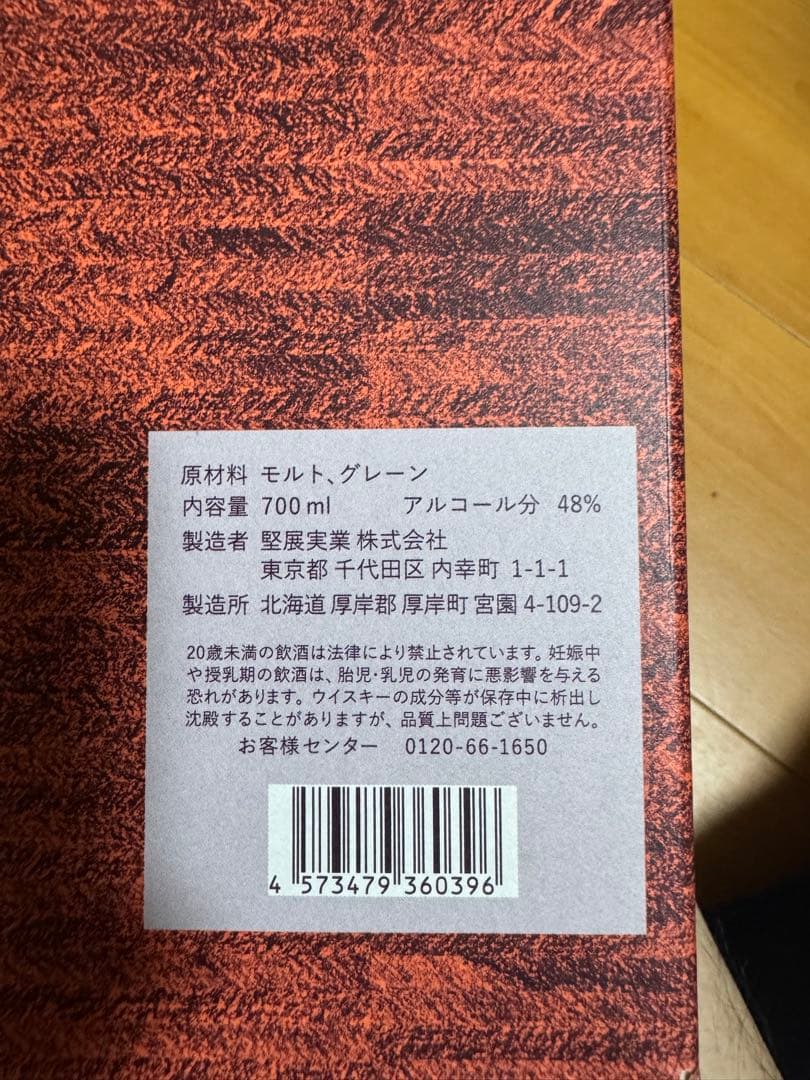 原材料 モルト、グレーン
内容量 700ml アルコール分 48%
製造者 堅展実業 株式会社
東京都 千代田区 内幸町 1-1-1
製造所 北海道 厚岸郡 厚岸町 宮園 4-109-2
20歳未満の飲酒は法律により禁止されています。妊娠中
や授乳期の飲酒は、胎児・乳児の発育に悪影響を与える
恐れがあります。ウイスキーの成分等が保存中に析出し
沈殿することがありますが、品質上問題ございません。
お客様センター 0120-66-1650
4 573479 360396